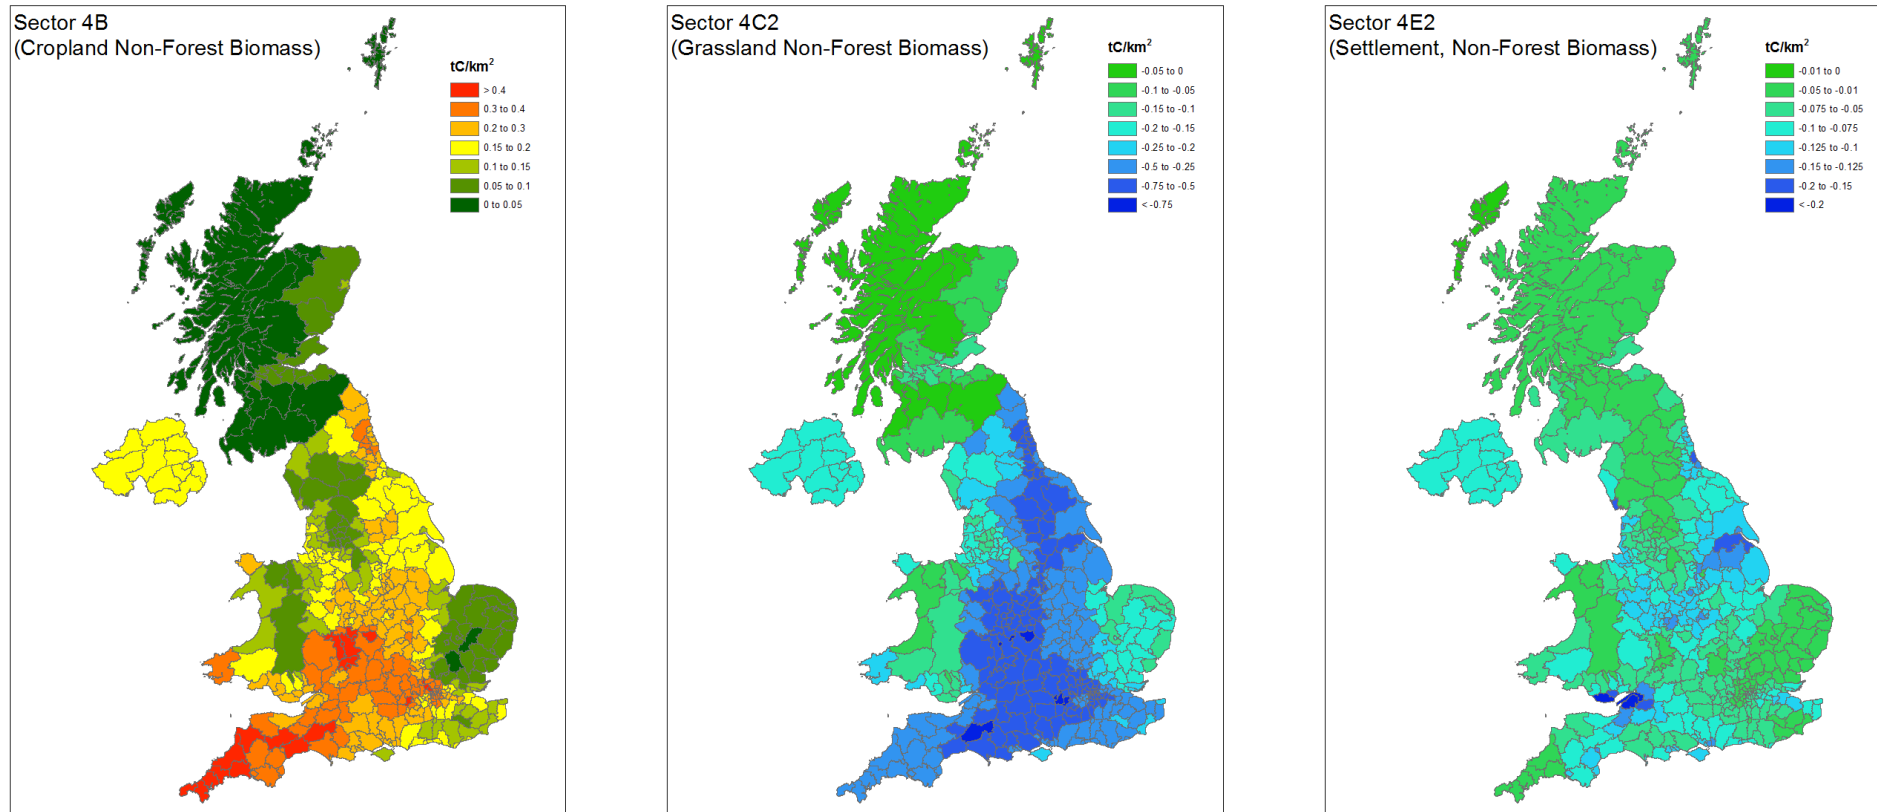 Sector 4B
(Cropland Non-Forest Biomass)
tC/km²
> 0.4
0.3 to 0.4
0.2 to 0.3
0.15 to 0.2
0.1 to 0.15
0.05 to 0.1
0 to 0.05
Sector 4C2
(Grassland Non-Forest Biomass)
tC/km²
-0.05 to 0
-0.1 to -0.05
-0.15 to -0.1
-0.2 to -0.15
-0.25 to -0.2
-0.5 to -0.25
-0.75 to -0.5
< -0.75
Sector 4E2
(Settlement, Non-Forest Biomass)
tC/km²
-0.01 to 0
-0.05 to -0.01
-0.075 to -0.05
-0.1 to -0.075
-0.125 to -0.1
-0.15 to -0.125
-0.2 to -0.15
< -0.2